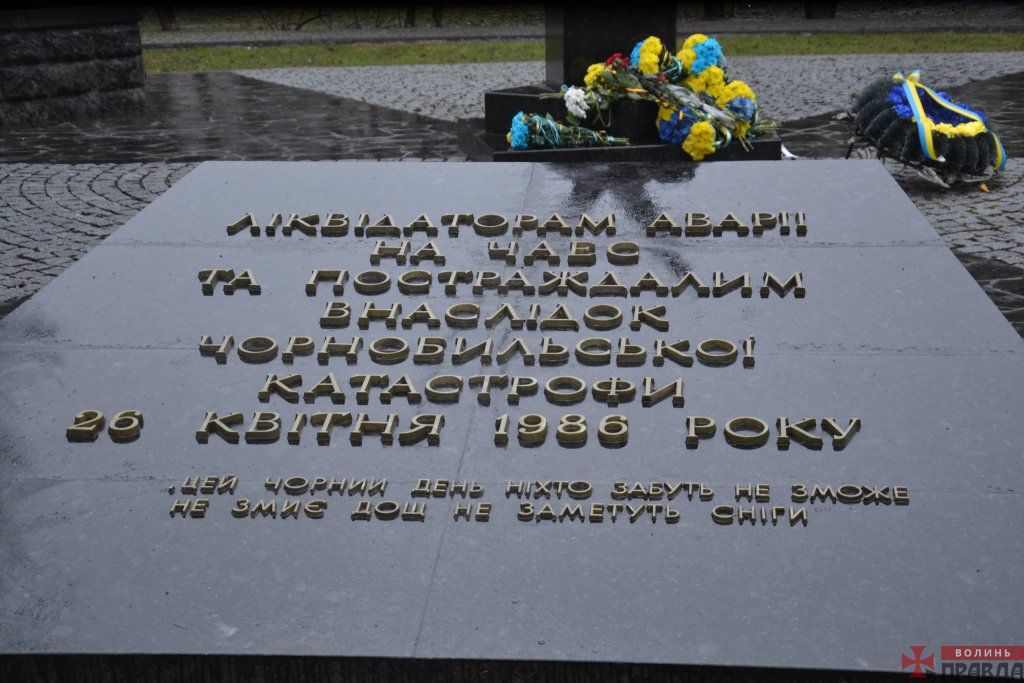 ЛІКВІДАТОРАМ АВАРІЇ
НА ЧАЕС
ТА ПОСТРАЖДАЛИМ
ВНАСЛІДОК
ЧОРНОБИЛЬСЬКОЇ
КАТАСТРОФИ
26 КВІТНЯ 1986 РОКУ
„ЦЕЙ ЧОРНИЙ ДЕНЬ НІХТО ЗАБУТЬ НЕ ЗМОЖЕ
НЕ ЗМИЄ ДОЩ НЕ ЗАМЕТУТЬ СНІГИ"
ВОЛИНЬ
ПРАВДА